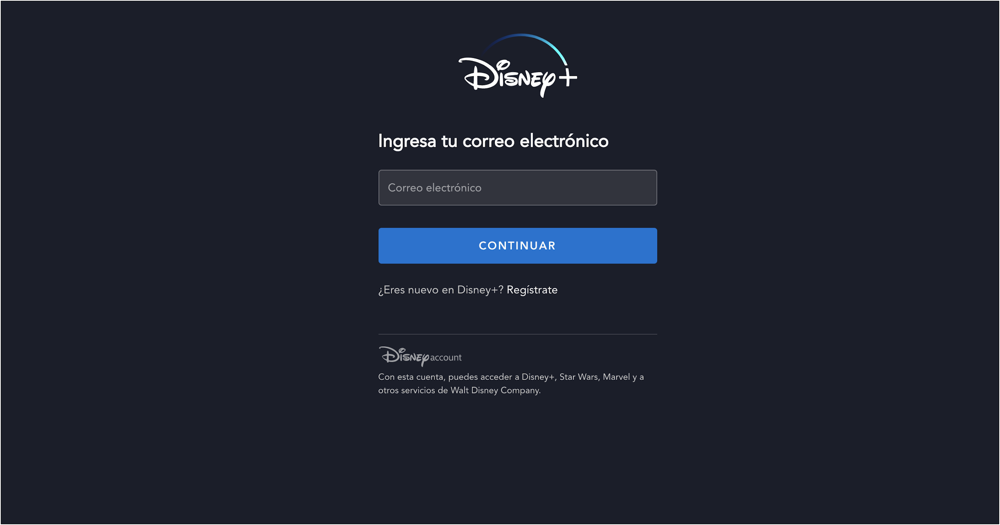 Disney+
Ingresa tu correo electrónico
Correo electrónico
CONTINUAR
¿Eres nuevo en Disney+? Regístrate
Disney account
Con esta cuenta, puedes acceder a Disney+, Star Wars, Marvel y a
otros servicios de Walt Disney Company.